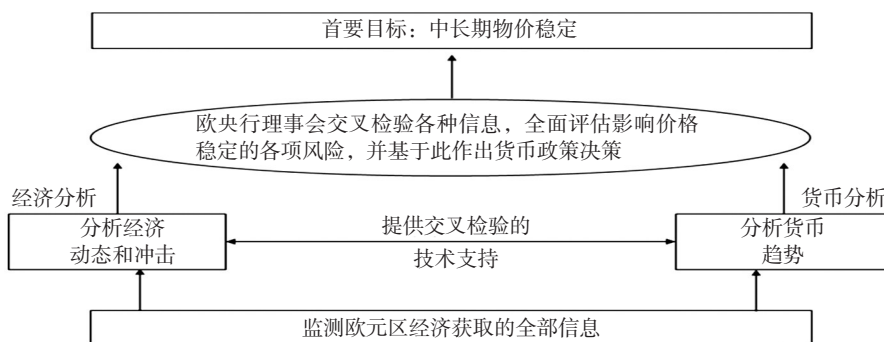 首要目标：中长期物价稳定
欧央行理事会交叉检验各种信息，全面评估影响价格
稳定的各项风险，并基于此作出货币政策决策
经济分析
货币分析
分析经济
动态和冲击
提供交叉检验的
技术支持
分析货币
趋势
监测欧元区经济获取的全部信息